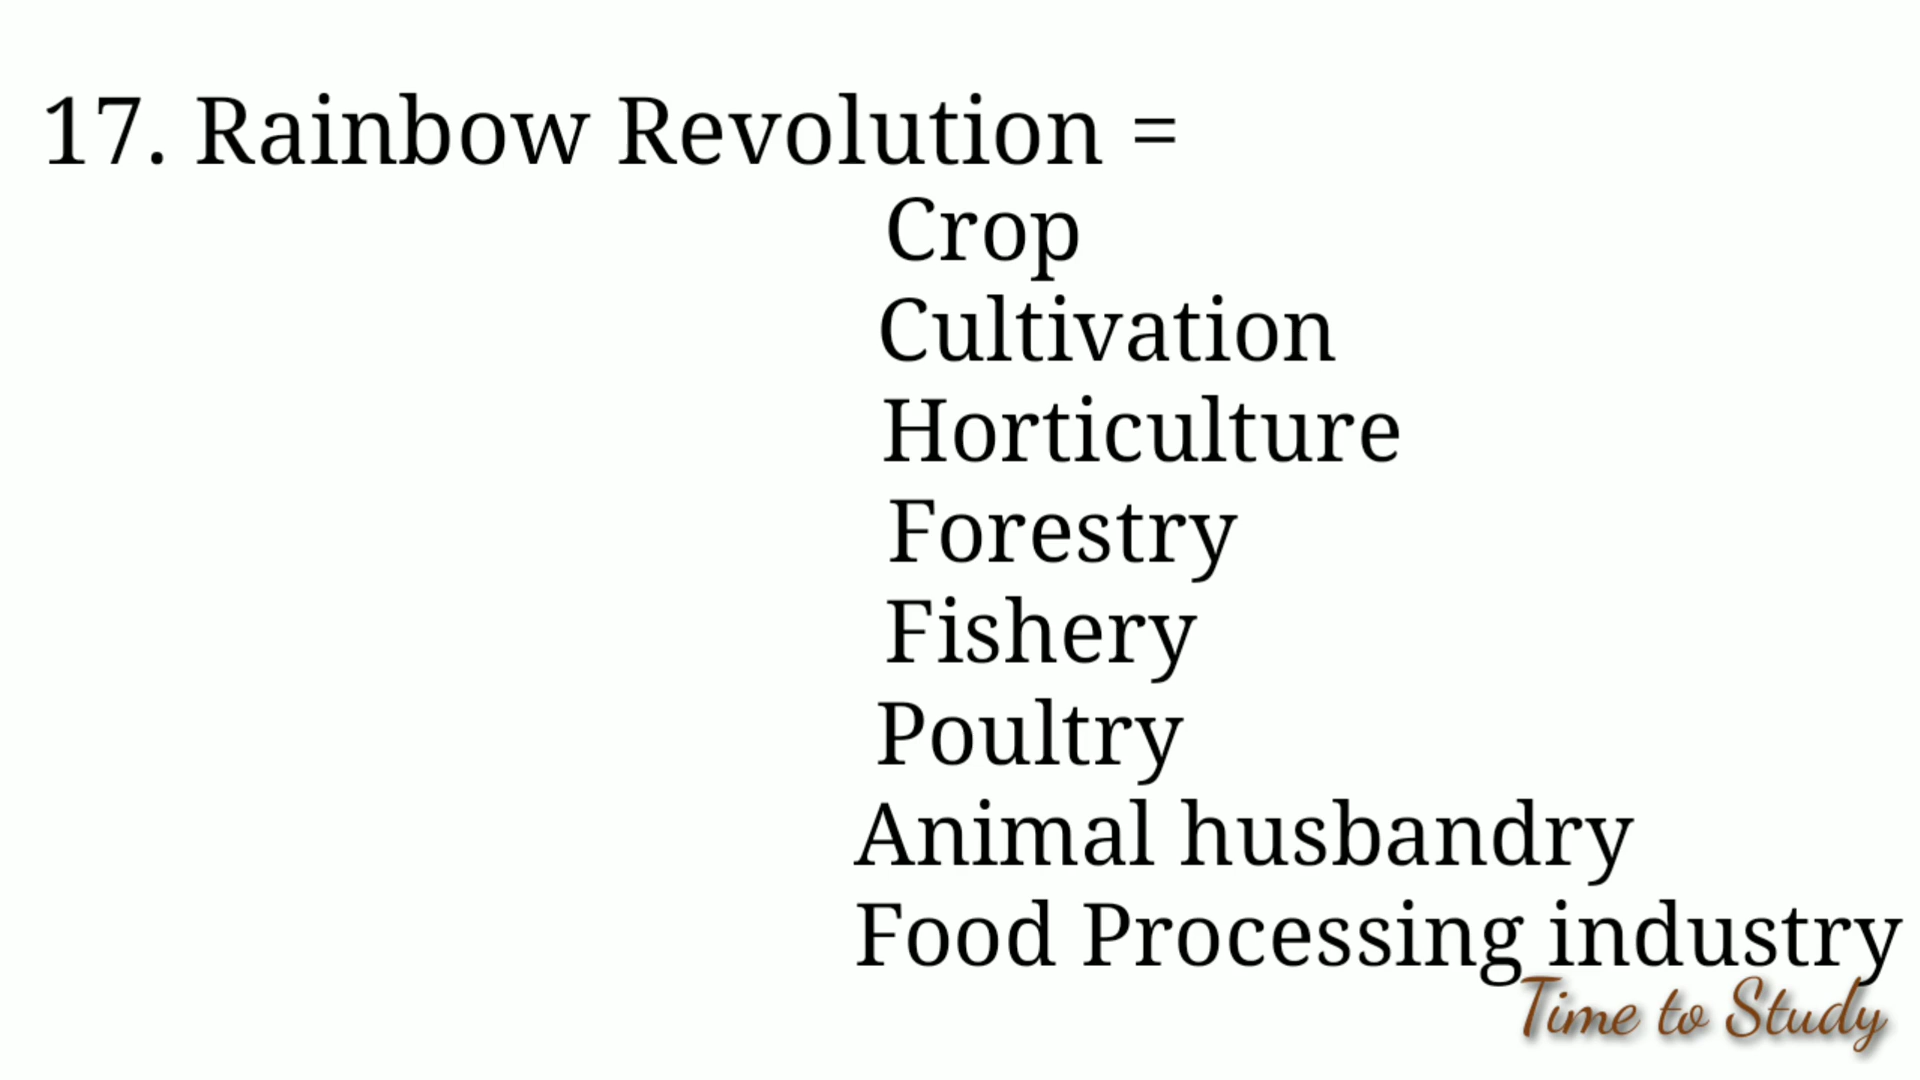 17. Rainbow Revolution =
Crop
Cultivation
Horticulture
Forestry
Fishery
Poultry
Animal husbandry
Food Processing industry
Time to Study